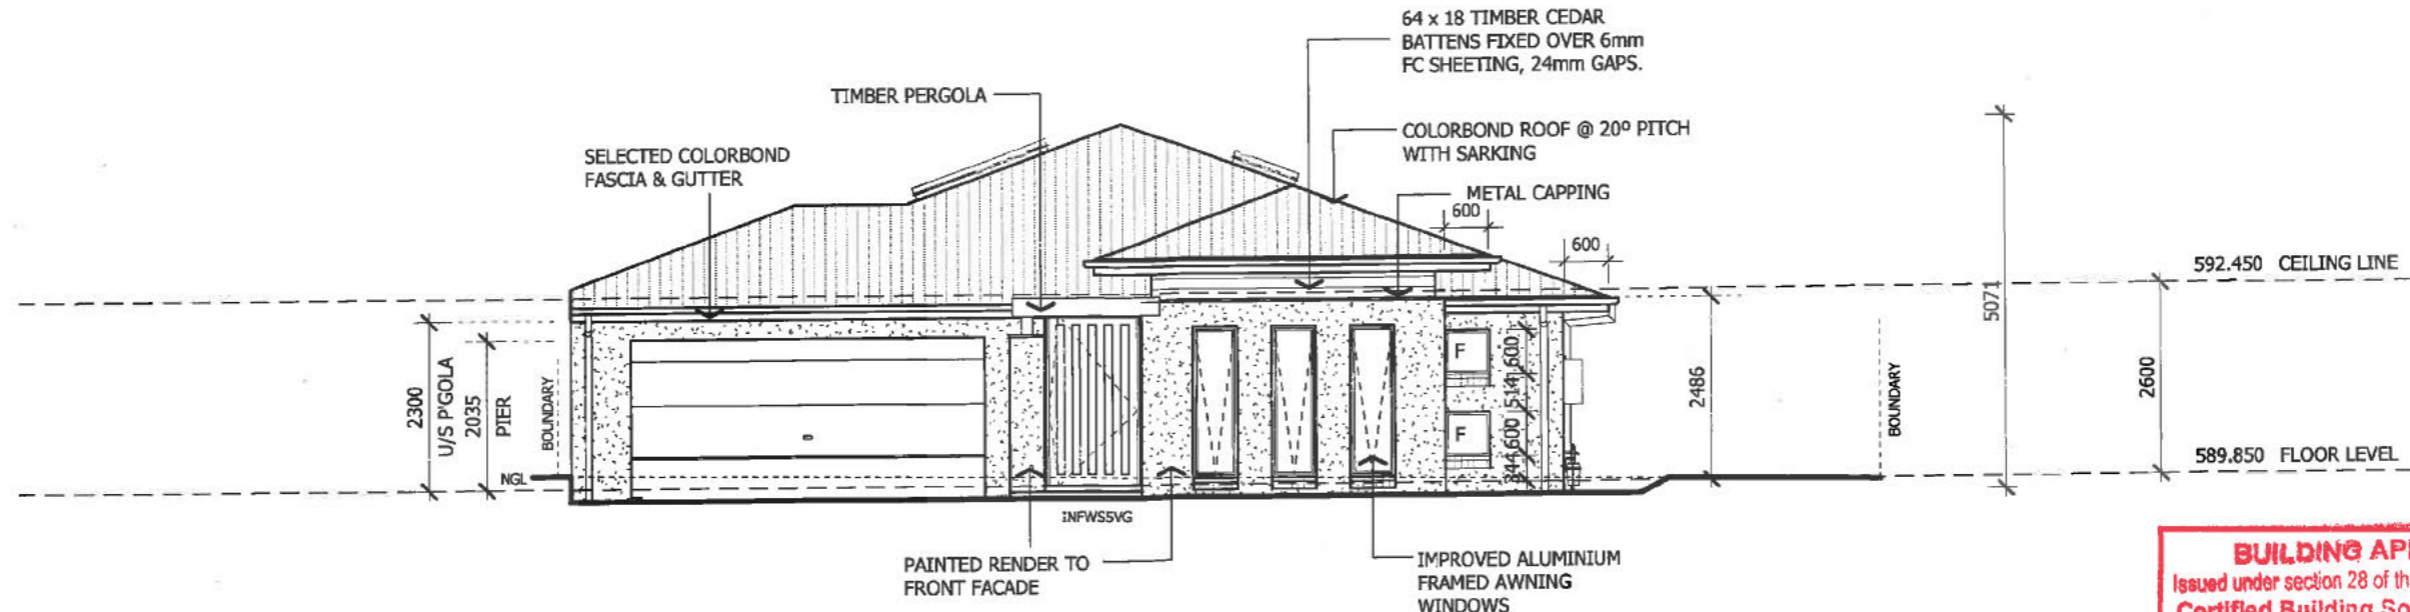 64 x 18 TIMBER CEDAR
BATTENS FIXED OVER 6mm
FC SHEETING, 24mm GAPS.
TIMBER PERGOLA
COLORBOND ROOF @ 20º PITCH
WITH SARKING
SELECTED COLORBOND
FASCIA & GUTTER
METAL CAPPING
600
600
592.450 CEILING LINE
5071
2300
U/S P'GOLA
2035
PIER
BOUNDARY
NGL
F
F
600
514
600
344
2486
BOUNDARY
2600
589.850 FLOOR LEVEL
INFWS5VG
PAINTED RENDER TO
FRONT FACADE
IMPROVED ALUMINIUM
FRAMED AWNING
WINDOWS
BUILDING AP
Issued under section 28 of th
Certified Building So